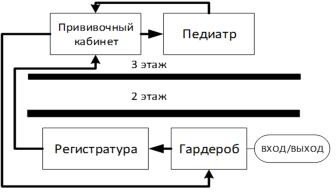 Прививочный
кабинет
Педиатр
3 этаж
2 этаж
Регистратура
Гардероб
ВХОД/ВЫХОД